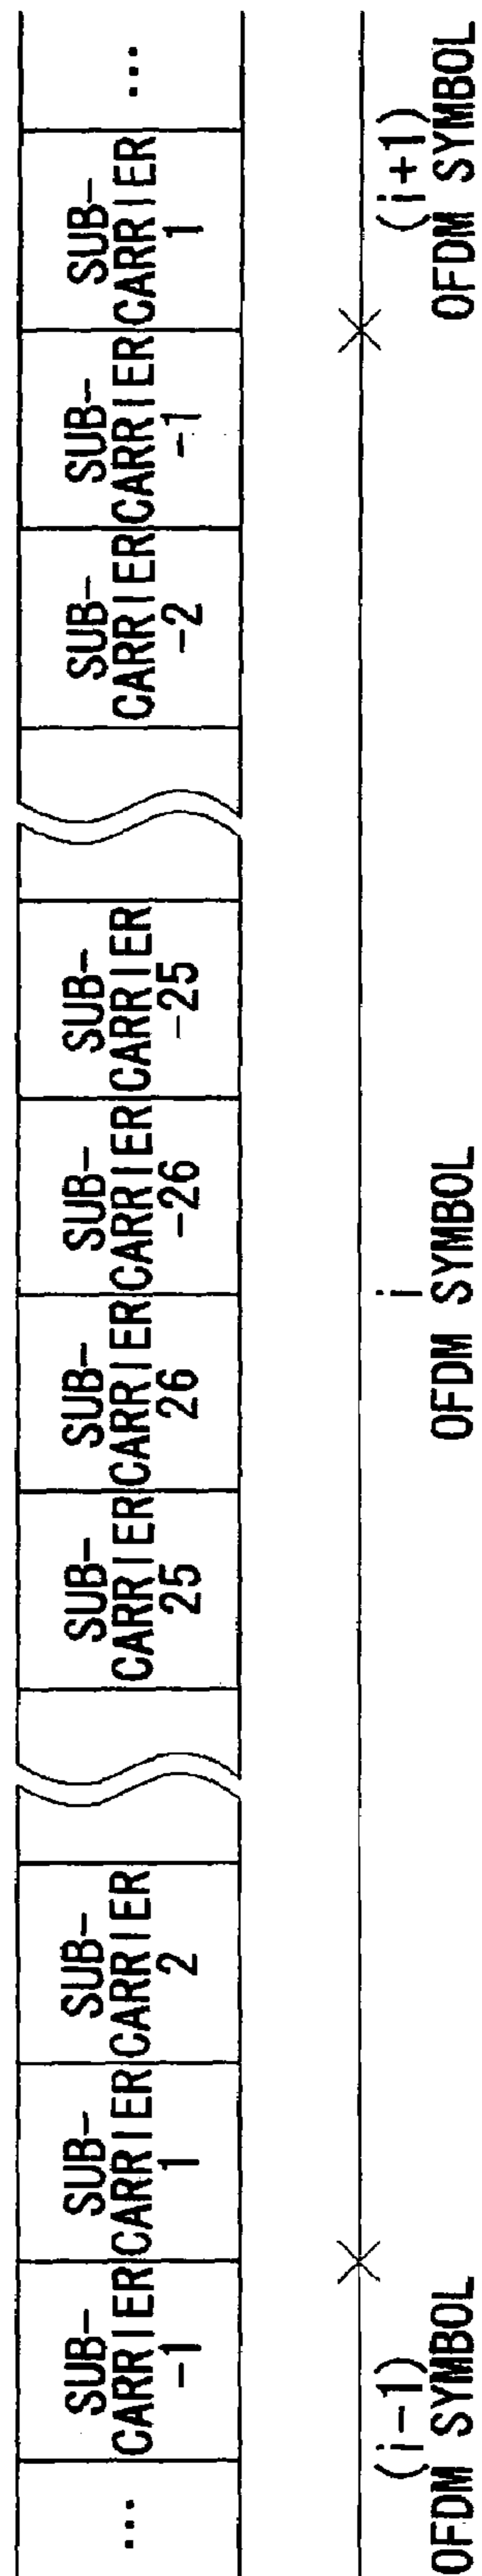 ...
SUB-
CARRIER
-1
SUB-
CARRIER
1
SUB-
CARRIER
2
SUB-
CARRIER
25
SUB-
CARRIER
26
SUB-
CARRIER
-26
SUB-
CARRIER
-25
SUB-
CARRIER
-2
SUB-
CARRIER
-1
SUB-
CARRIER
1
...
(i-1)
OFDM SYMBOL
i
OFDM SYMBOL
(i+1)
OFDM SYMBOL